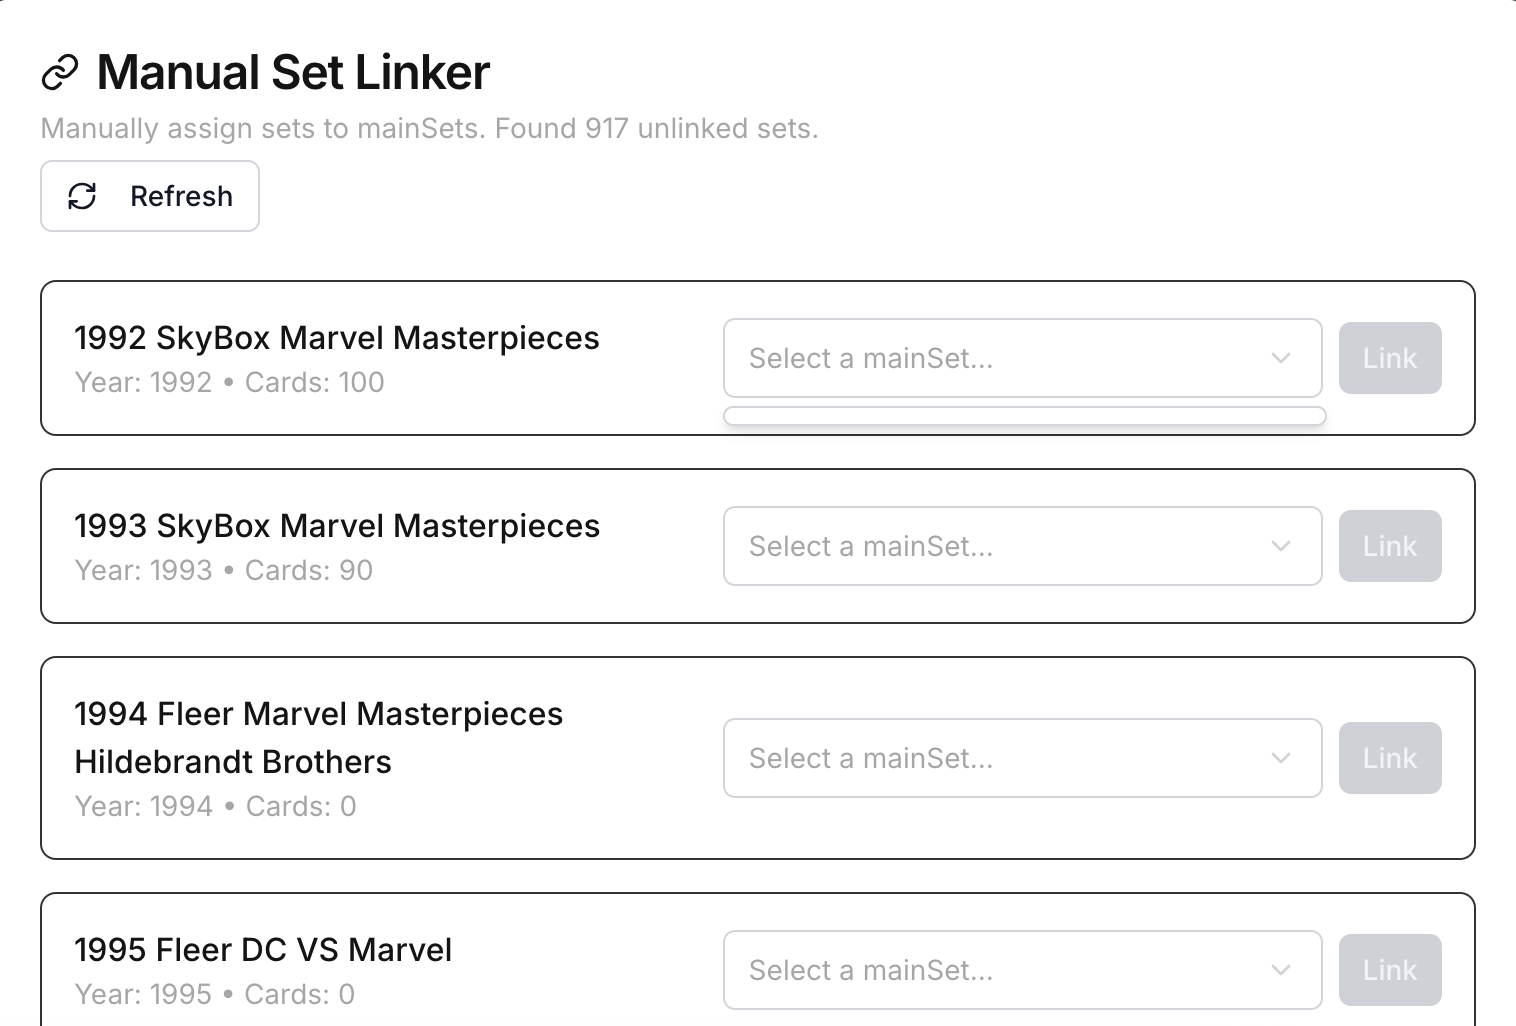 Manual Set Linker
Manually assign sets to mainSets. Found 917 unlinked sets.
Refresh
1992 SkyBox Marvel Masterpieces
Year: 1992 • Cards: 100
Select a mainSet...
Link
1993 SkyBox Marvel Masterpieces
Year: 1993 • Cards: 90
Select a mainSet...
Link
1994 Fleer Marvel Masterpieces
Hildebrandt Brothers
Year: 1994 • Cards: 0
Select a mainSet...
Link
1995 Fleer DC VS Marvel
Year: 1995 • Cards: 0
Select a mainSet...
Link